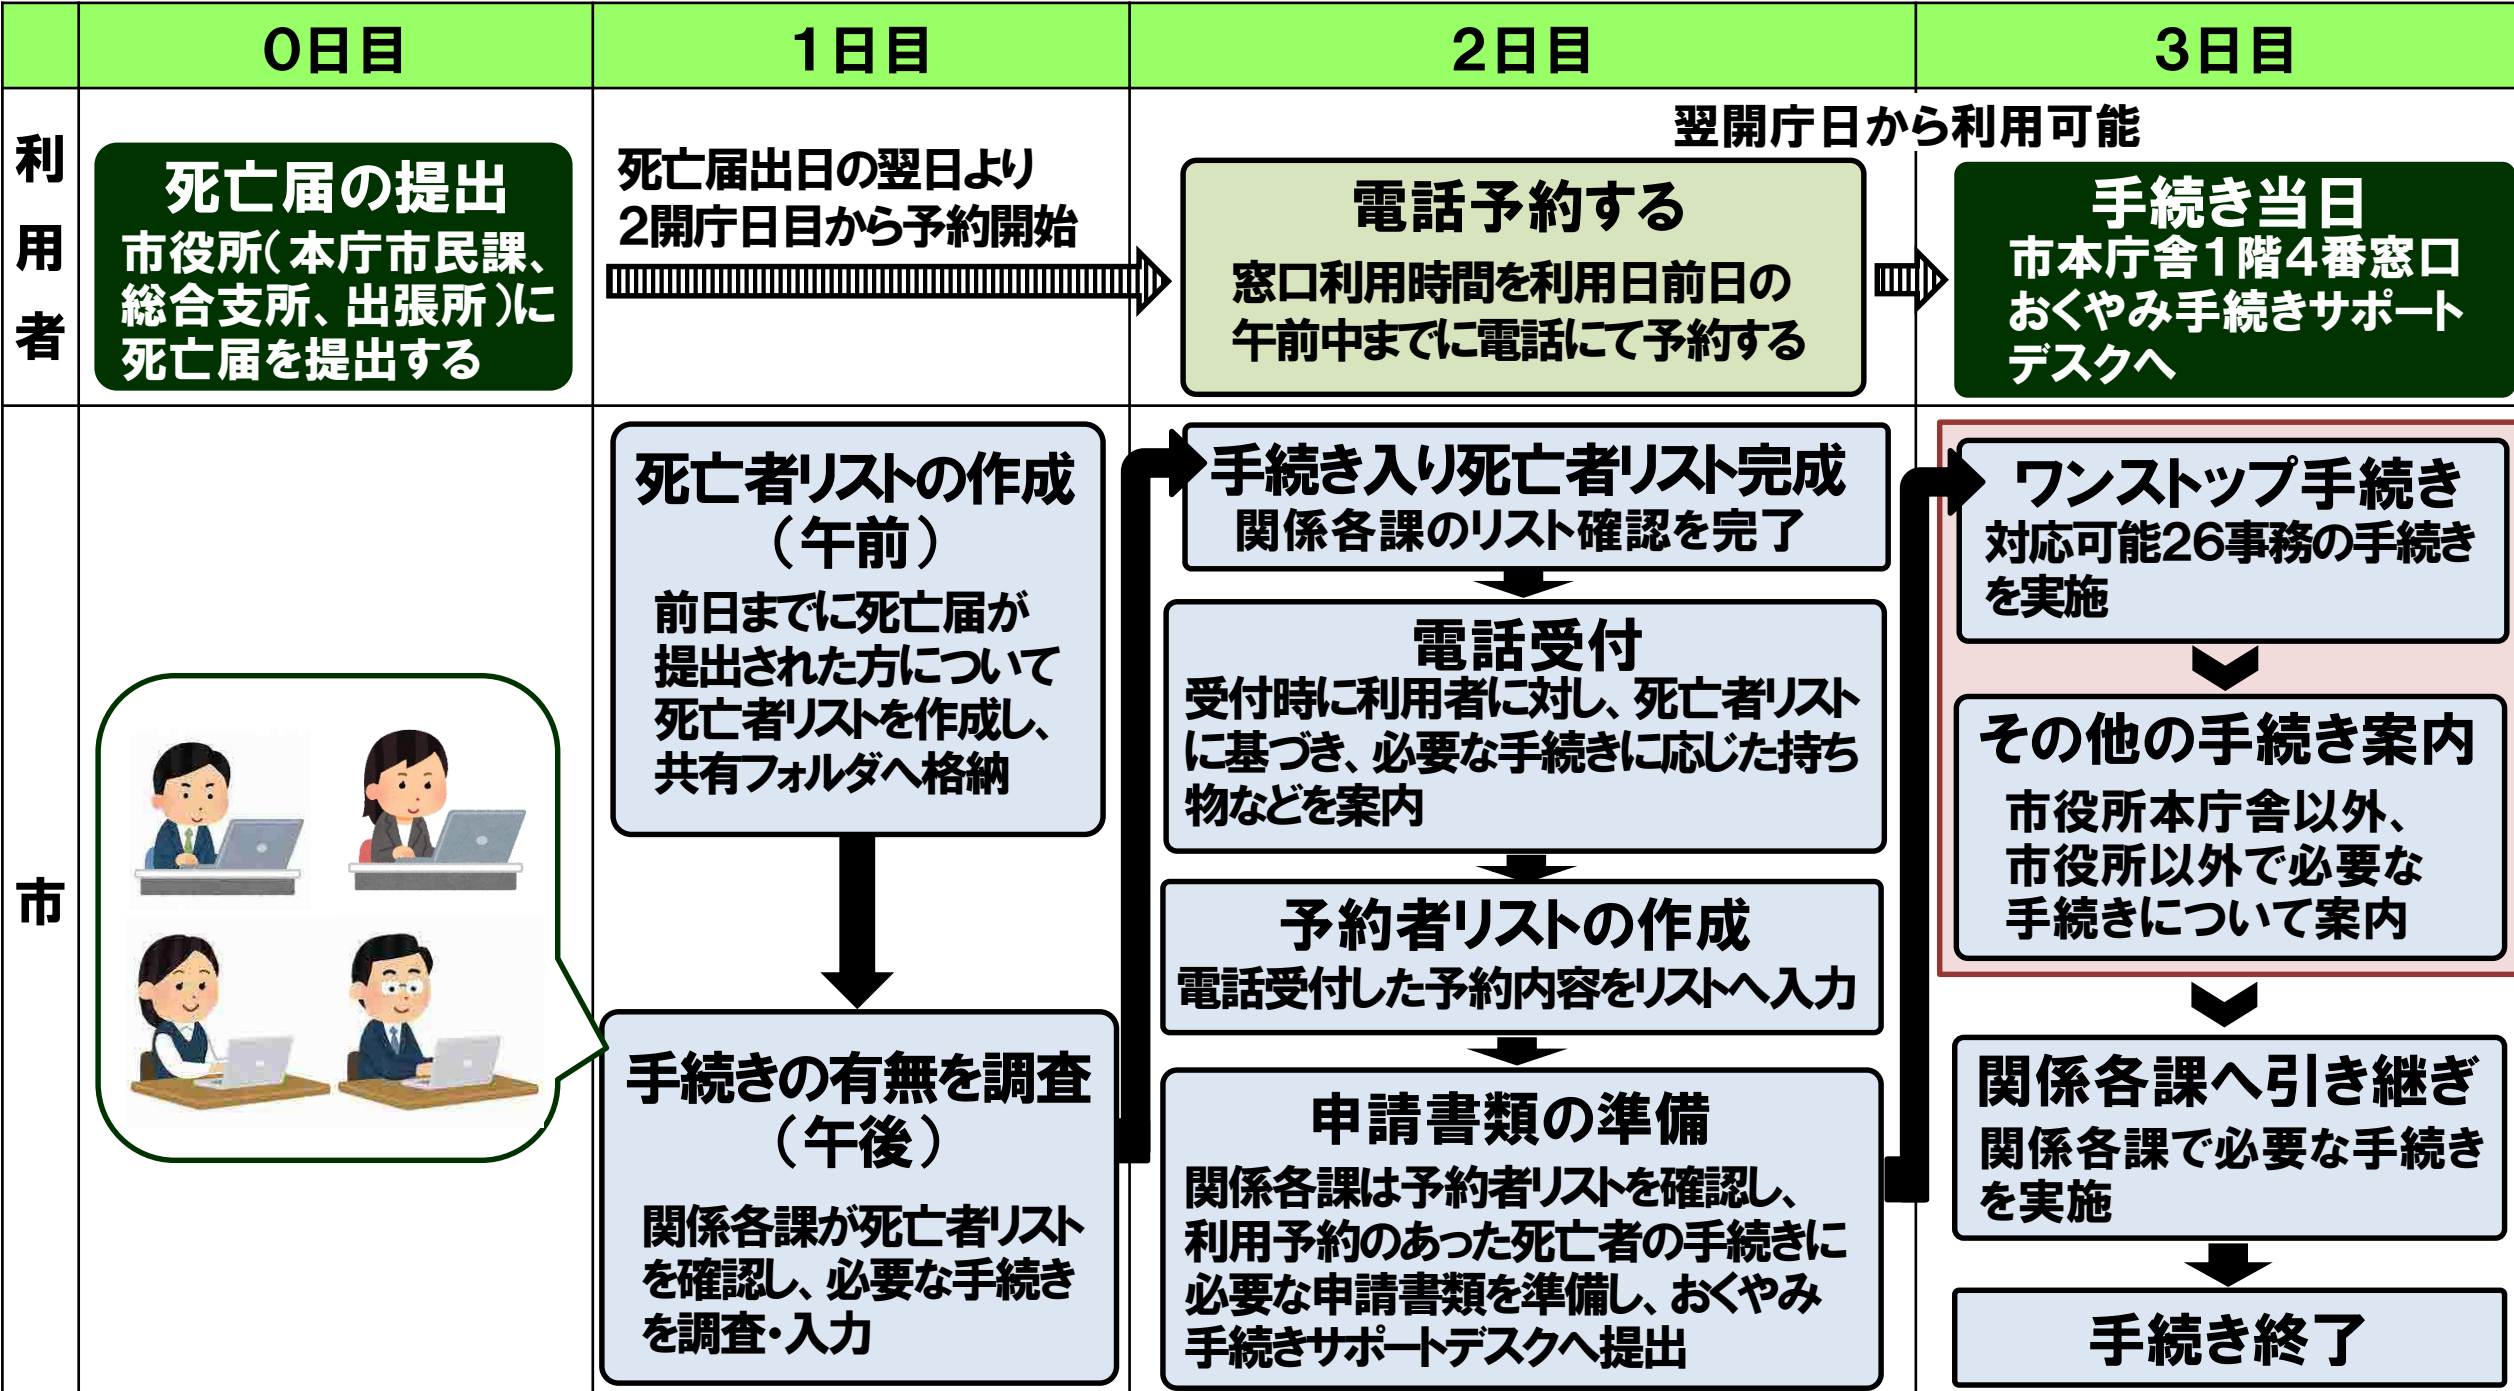 0日目
1日目
2日目
3日目
利用者
死亡届の提出
市役所(本庁市民課、
総合支所、出張所)に
死亡届を提出する
死亡届出日の翌日より
2開庁日目から予約開始
翌開庁日から利用可能
電話予約する
窓口利用時間を利用日前日の
午前中までに電話にて予約する
手続き当日
市本庁舎1階4番窓口
おくやみ手続きサポート
デスクへ
市
死亡者リストの作成
(午前)
前日までに死亡届が
提出された方について
死亡者リストを作成し、
共有フォルダへ格納
手続きの有無を調査
(午後)
関係各課が死亡者リスト
を確認し、必要な手続き
を調査・入力
手続き入り死亡者リスト完成
関係各課のリスト確認を完了
電話受付
受付時に利用者に対し、死亡者リスト
に基づき、必要な手続きに応じた持ち
物などを案内
予約者リストの作成
電話受付した予約内容をリストへ入力
申請書類の準備
関係各課は予約者リストを確認し、
利用予約のあった死亡者の手続きに
必要な申請書類を準備し、おくやみ
手続きサポートデスクへ提出
ワンストップ手続き
対応可能26事務の手続き
を実施
その他の手続き案内
市役所本庁舎以外、
市役所以外で必要な
手続きについて案内
関係各課へ引き継ぎ
関係各課で必要な手続き
を実施
手続き終了